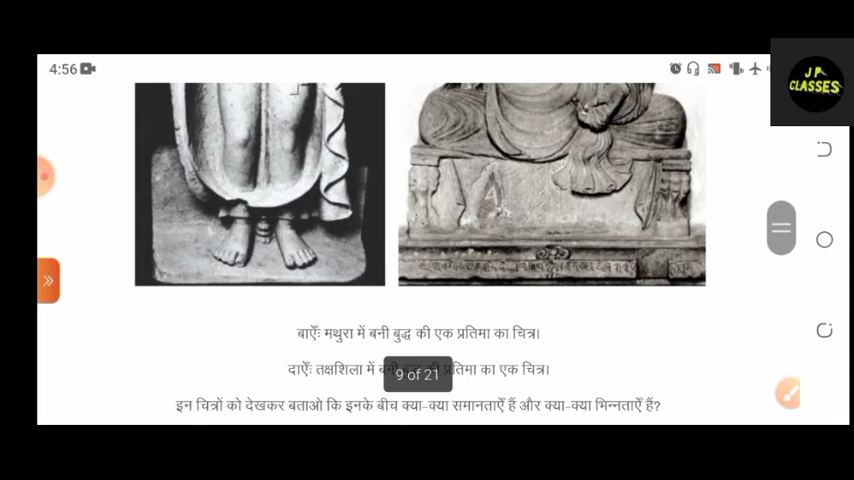 4:56
J P
CLASSES
बाएँः मथुरा में बनी बुद्ध की एक प्रतिमा का चित्र।
दाएँः तक्षशिला में बनी प्रतिमा का एक चित्र।
9 of 21
इन चित्रों को देखकर बताओ कि इनके बीच क्या-क्या समानताएँ हैं और क्या-क्या भिन्नताएँ हैं?